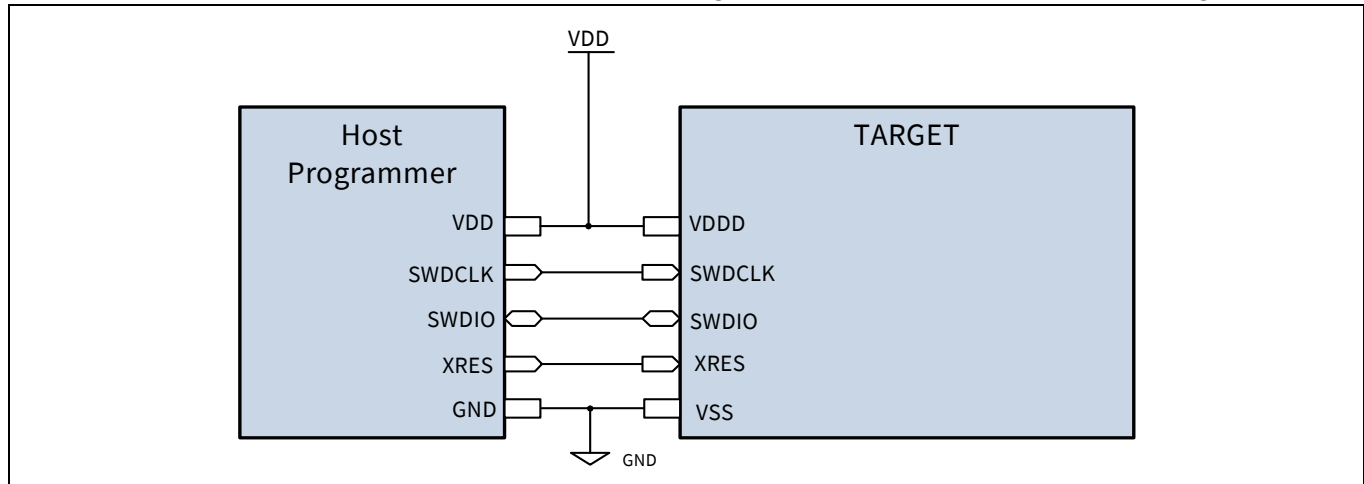 VDD
Host
Programmer
TARGET
VDD
VDDD
SWDCLK
SWDCLK
SWDIO
SWDIO
XRES
XRES
GND
VSS
GND